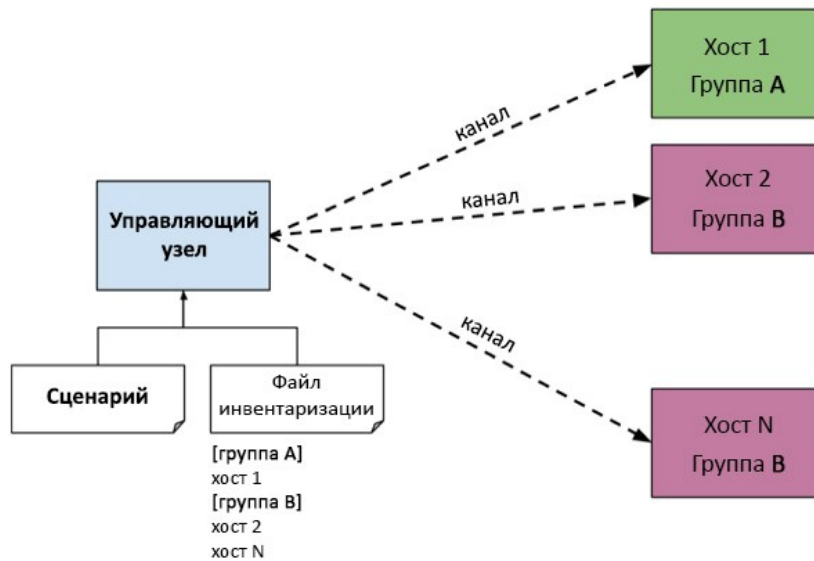 Хост 1
Группа А
канал
Хост 2
Группа В
канал
Управляющий
узел
канал
Хост N
Группа В
Сценарий
Файл
инвентаризации
[группа А]
хост 1
[группа В]
хост 2
хост N